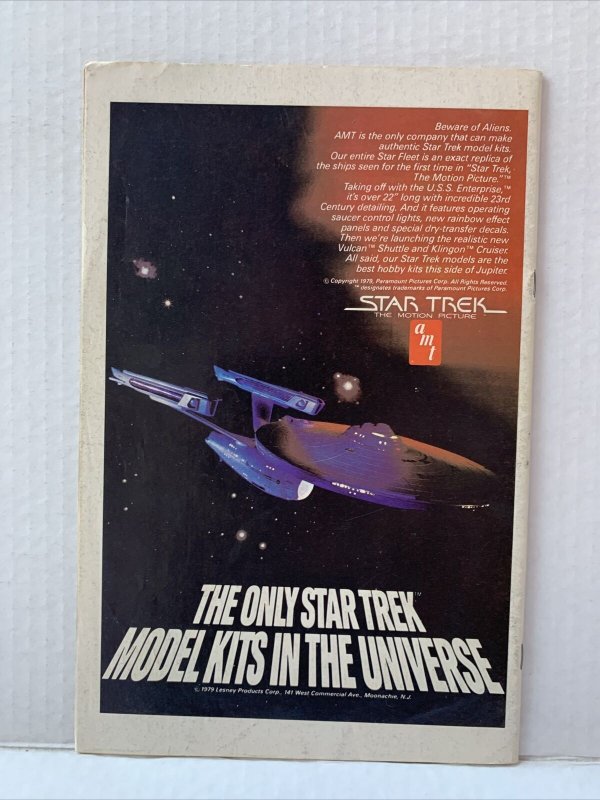 Beware of Aliens.
AMT is the only company that can make
authentic Star Trek model kits.
Our entire Star Fleet is an exact replica of
the ships seen for the first time in "Star Trek,
The Motion Picture."™
Taking off with the U.S.S. Enterprise,™
it's over 22" long with incredible 23rd
Century detailing. And it features operating
saucer control lights, new rainbow effect
panels and special dry-transfer decals.
Then we're launching the realistic new
Vulcan™ Shuttle and Klingon™ Cruiser.
All said, our Star Trek models are the
best hobby kits this side of Jupiter.
© Copyright 1979, Paramount Pictures Corp. All Rights Reserved.
™ designates trademarks of Paramount Pictures Corp.
STAR TREK
THE MOTION PICTURE
amt
THE ONLY STAR TREK™
MODEL KITS IN THE UNIVERSE
© 1979 Lesney Products Corp., 141 West Commercial Ave., Moonachie, N.J.